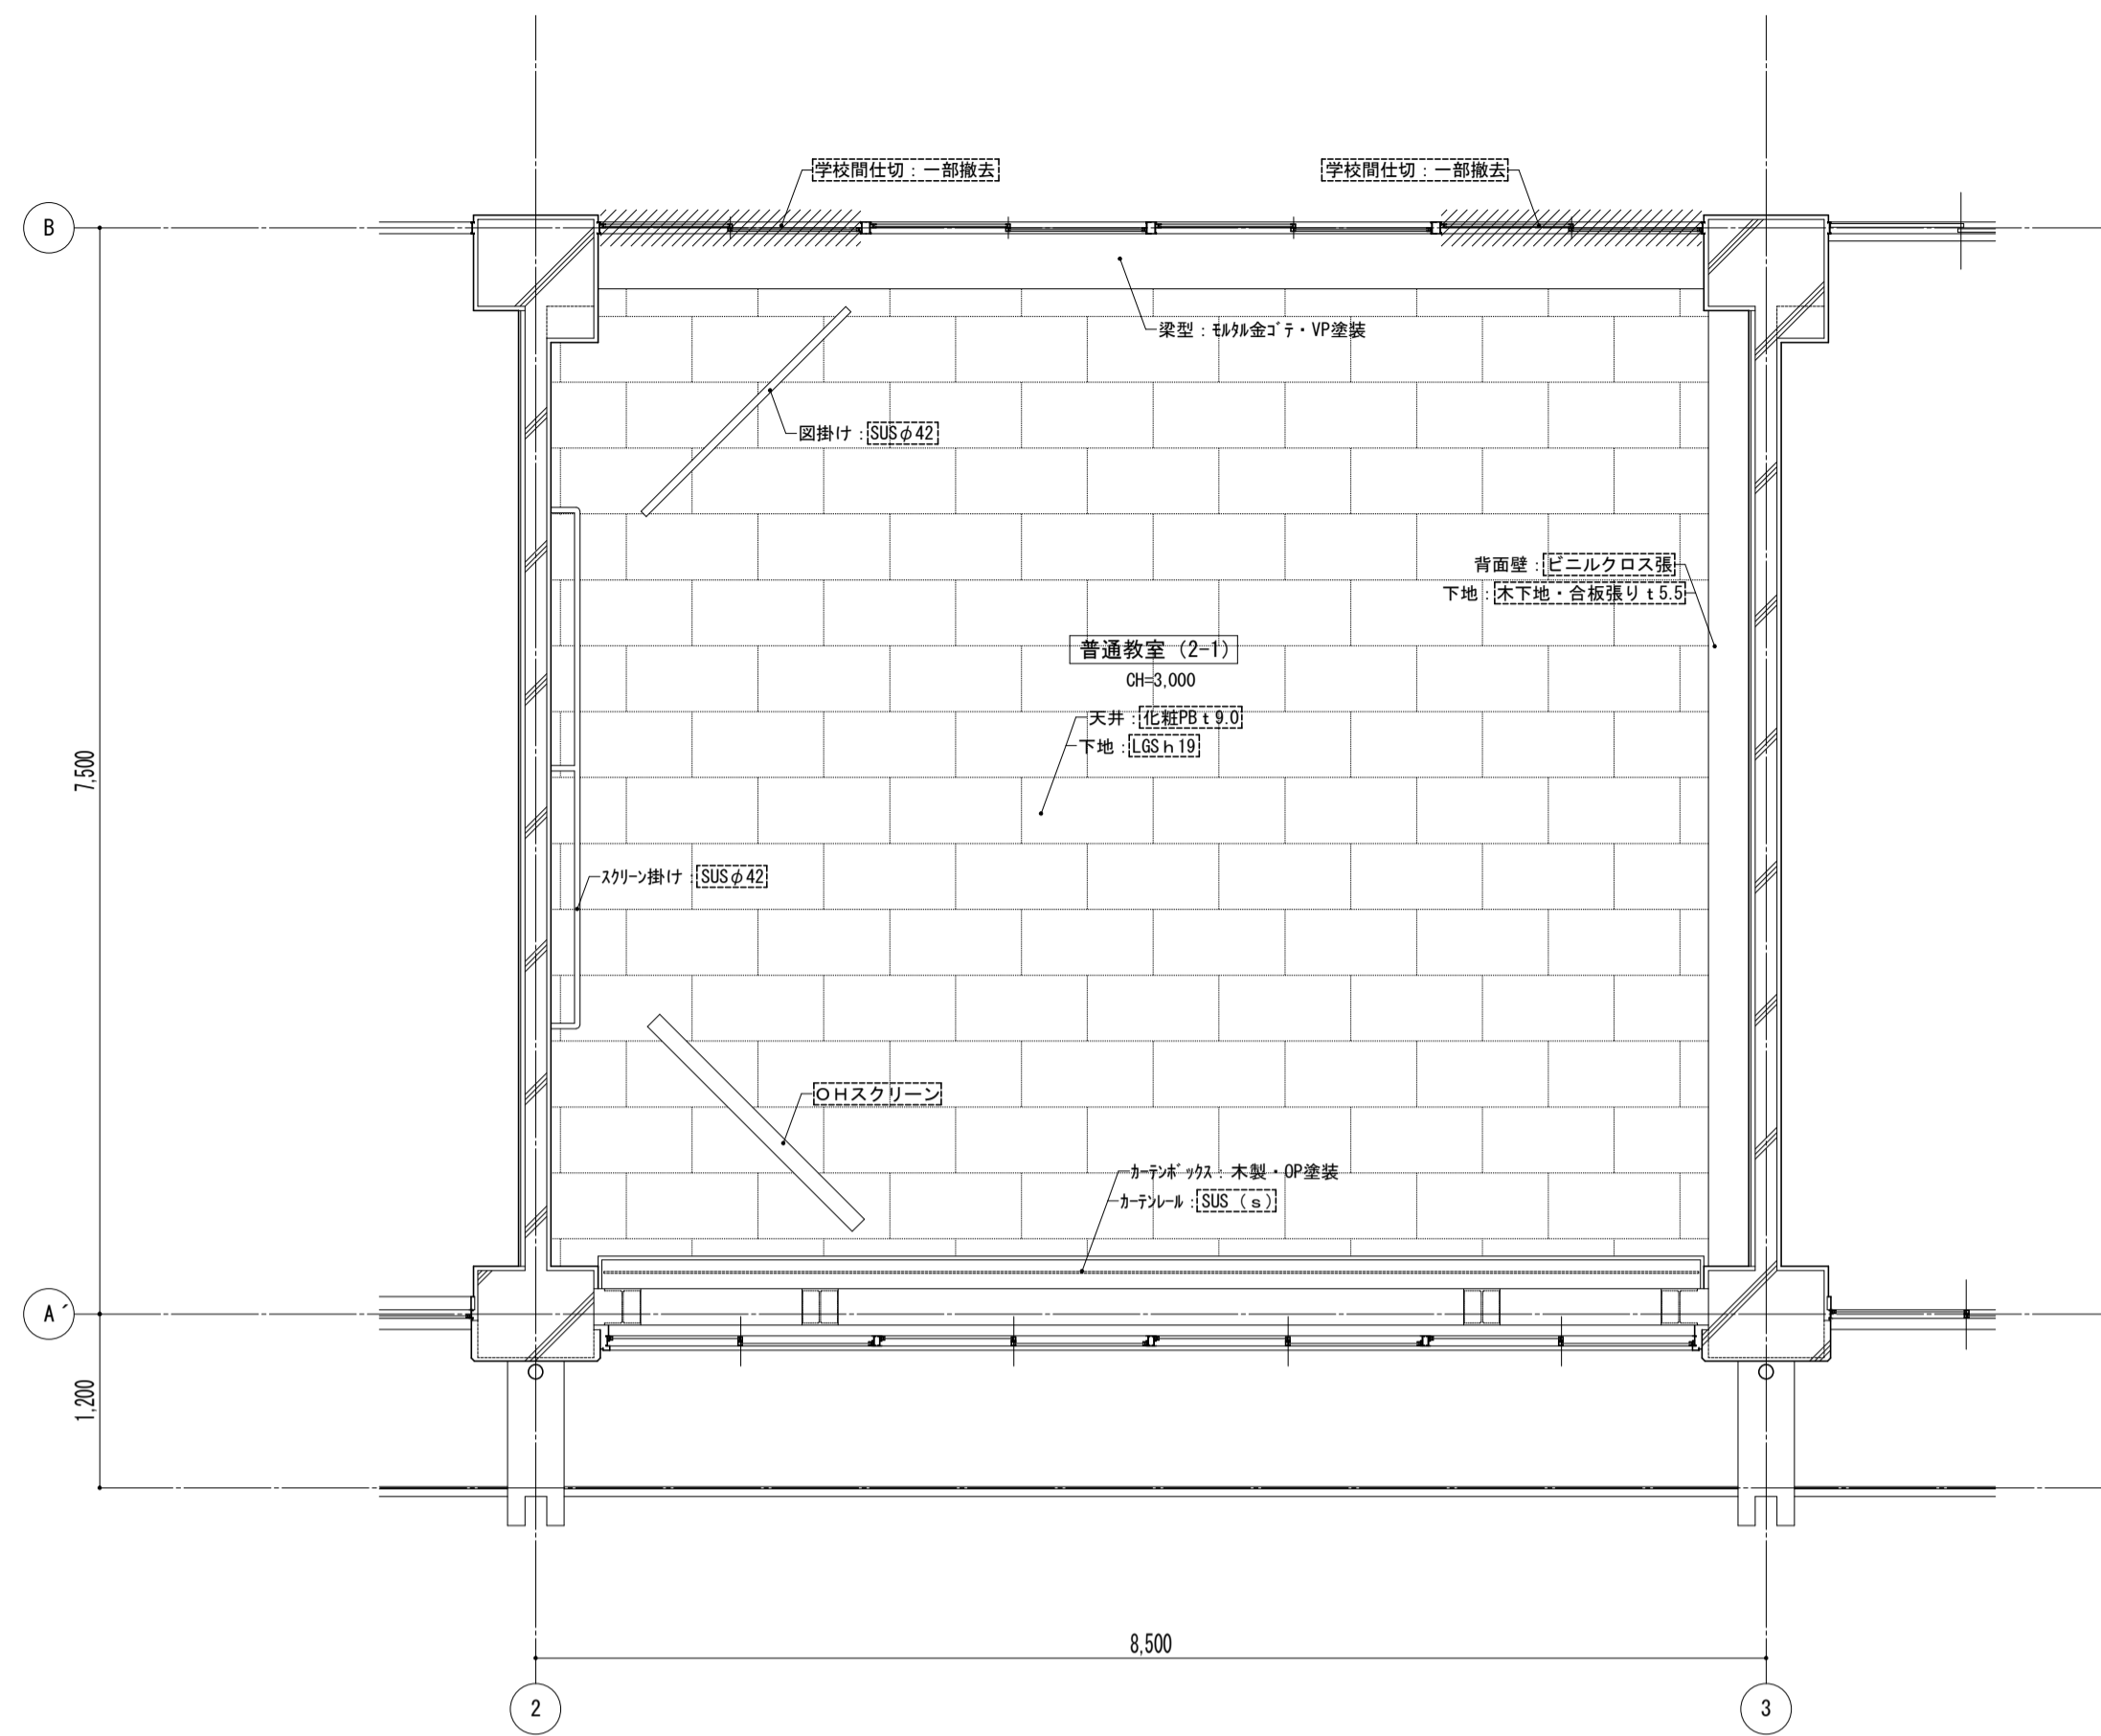 学校間仕切：一部撤去
学校間仕切：一部撤去
B
梁型：ﾓﾙﾀﾙ金ｺﾞﾃ・VP塗装
図掛け：SUSφ42
背面壁：ビニルクロス張
下地：木下地・合板張りｔ5.5
普通教室（2-1）
CH=3,000
天井：化粧PBｔ9.0
下地：LGSｈ19
7,500
ｽｸﾘｰﾝ掛け：SUSφ42
ＯＨスクリーン
ｶｰﾃﾝﾎﾞｯｸｽ：木製・OP塗装
ｶｰﾃﾝﾚｰﾙ：SUS（ｓ）
A´
1,200
8,500
2
3